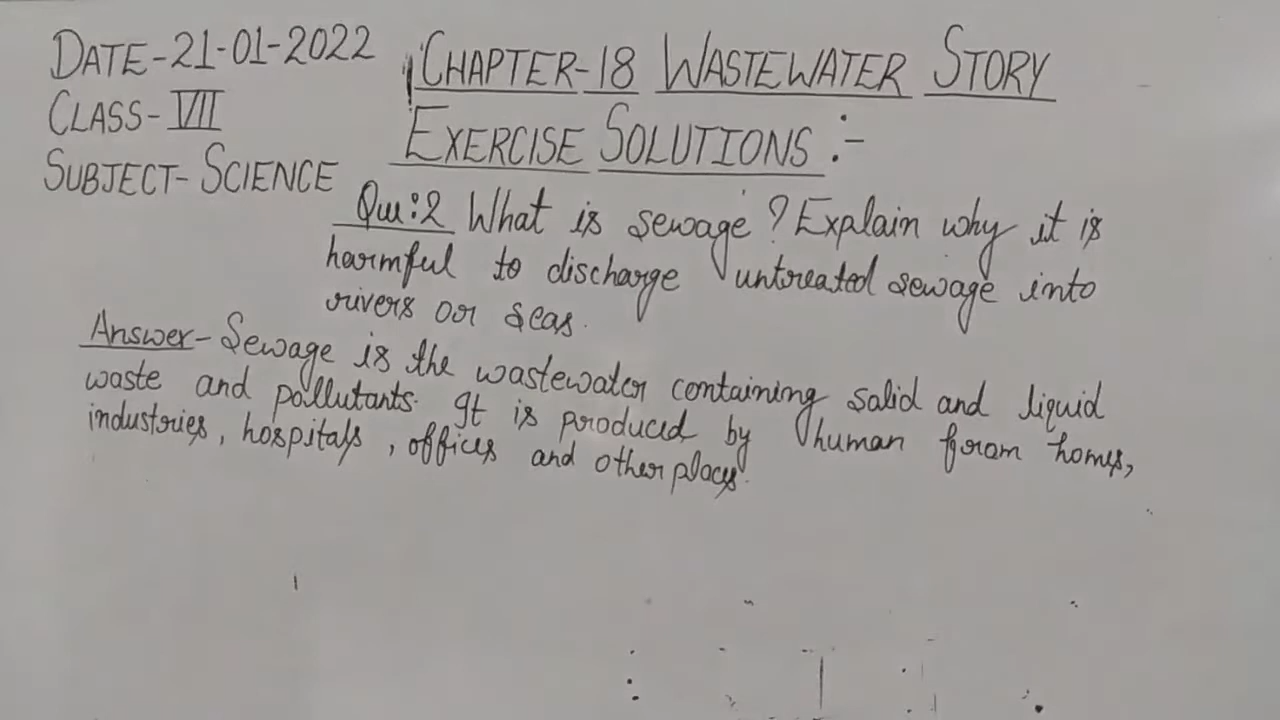 DATE-21-01-2022
CLASS-VII
SUBJECT-SCIENCE
CHAPTER-18 WASTEWATER STORY
EXERCISE SOLUTIONS :-
Qus:2 What is sewage? Explain why it is
harmful to discharge untreated sewage into
rivers or seas.
Answer- Sewage is the wastewater containing solid and liquid
waste and pollutants. It is produced by human from homes,
industries, hospitals, offices and other places.